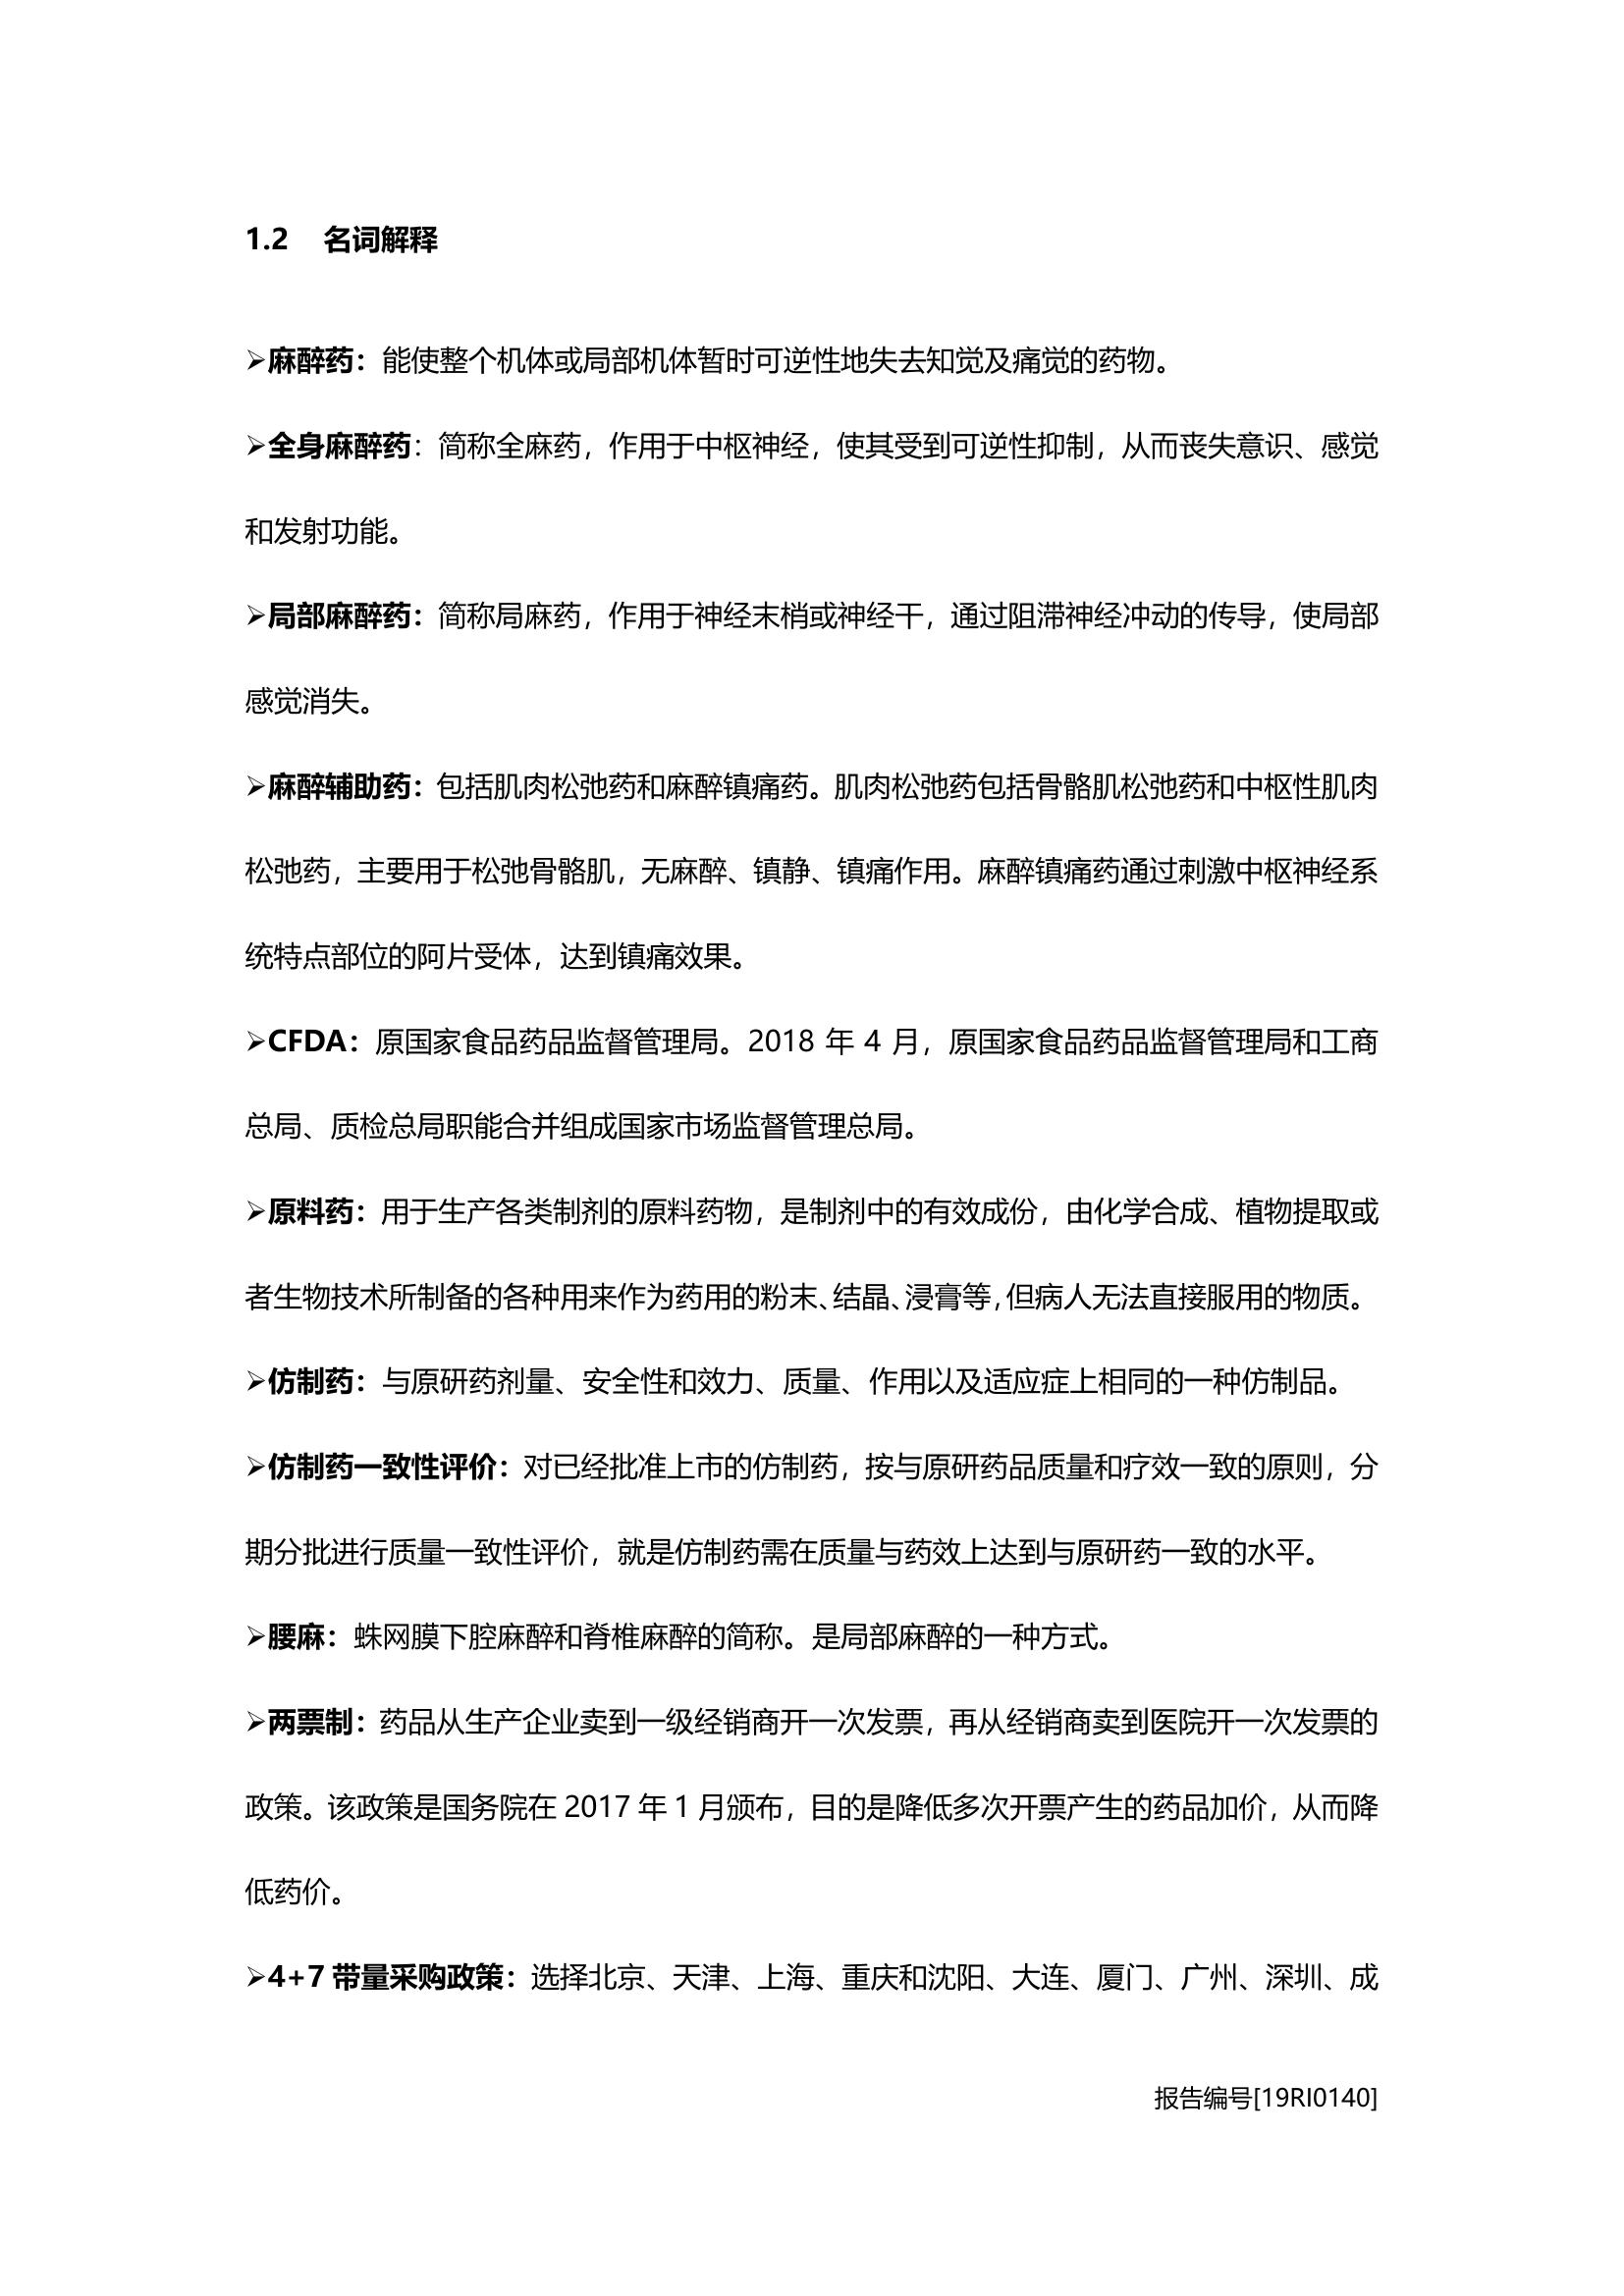 1.2 名词解释
➢麻醉药：能使整个机体或局部机体暂时可逆性地失去知觉及痛觉的药物。
➢全身麻醉药：简称全麻药，作用于中枢神经，使其受到可逆性抑制，从而丧失意识、感觉
和发射功能。
➢局部麻醉药：简称局麻药，作用于神经末梢或神经干，通过阻滞神经冲动的传导，使局部
感觉消失。
➢麻醉辅助药：包括肌肉松弛药和麻醉镇痛药。肌肉松弛药包括骨骼肌松弛药和中枢性肌肉
松弛药，主要用于松弛骨骼肌，无麻醉、镇静、镇痛作用。麻醉镇痛药通过刺激中枢神经系
统特点部位的阿片受体，达到镇痛效果。
➢CFDA：原国家食品药品监督管理局。2018 年 4 月，原国家食品药品监督管理局和工商
总局、质检总局职能合并组成国家市场监督管理总局。
➢原料药：用于生产各类制剂的原料药物，是制剂中的有效成份，由化学合成、植物提取或
者生物技术所制备的各种用来作为药用的粉末、结晶、浸膏等，但病人无法直接服用的物质。
➢仿制药：与原研药剂量、安全性和效力、质量、作用以及适应症上相同的一种仿制品。
➢仿制药一致性评价：对已经批准上市的仿制药，按与原研药品质量和疗效一致的原则，分
期分批进行质量一致性评价，就是仿制药需在质量与药效上达到与原研药一致的水平。
➢腰麻：蛛网膜下腔麻醉和脊椎麻醉的简称。是局部麻醉的一种方式。
➢两票制：药品从生产企业卖到一级经销商开一次发票，再从经销商卖到医院开一次发票的
政策。该政策是国务院在 2017 年 1 月颁布，目的是降低多次开票产生的药品加价，从而降
低药价。
➢4+7 带量采购政策：选择北京、天津、上海、重庆和沈阳、大连、厦门、广州、深圳、成
报告编号[19RI0140]